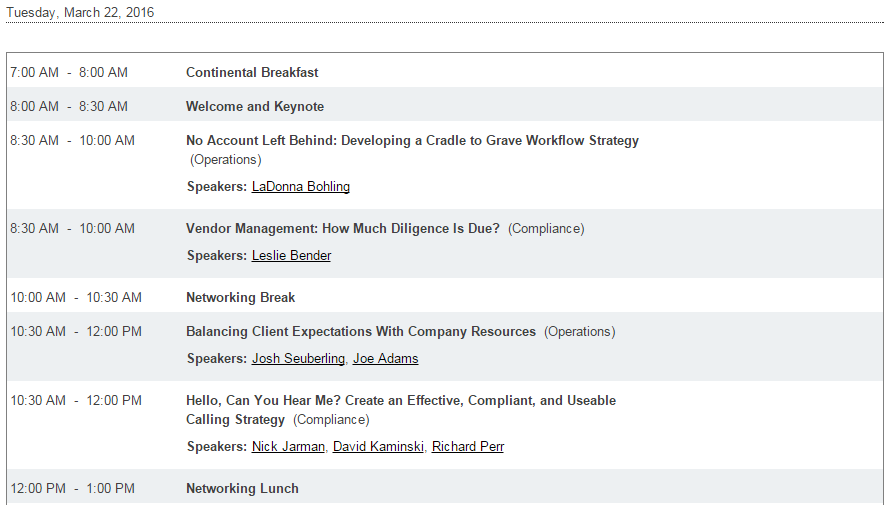 Tuesday, March 22, 2016
7:00 AM - 8:00 AM Continental Breakfast
8:00 AM - 8:30 AM Welcome and Keynote
8:30 AM - 10:00 AM No Account Left Behind: Developing a Cradle to Grave Workflow Strategy
(Operations)
Speakers: LaDonna Bohling
8:30 AM - 10:00 AM Vendor Management: How Much Diligence Is Due? (Compliance)
Speakers: Leslie Bender
10:00 AM - 10:30 AM Networking Break
10:30 AM - 12:00 PM Balancing Client Expectations With Company Resources (Operations)
Speakers: Josh Seuberling, Joe Adams
10:30 AM - 12:00 PM Hello, Can You Hear Me? Create an Effective, Compliant, and Useable
Calling Strategy (Compliance)
Speakers: Nick Jarman, David Kaminski, Richard Perr
12:00 PM - 1:00 PM Networking Lunch